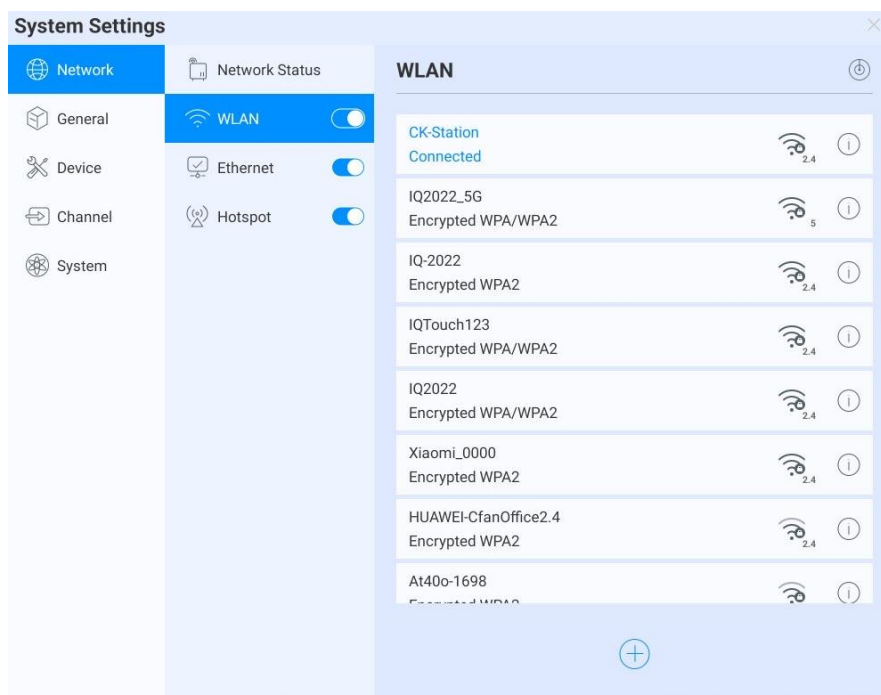 System Settings
Network
General
Device
Channel
System
Network Status
WLAN
Ethernet
Hotspot
WLAN
CK-Station
Connected
2.4
IQ2022_5G
Encrypted WPA/WPA2
5
IQ-2022
Encrypted WPA2
2.4
IQTouch123
Encrypted WPA/WPA2
2.4
IQ2022
Encrypted WPA/WPA2
2.4
Xiaomi_0000
Encrypted WPA2
2.4
HUAWEI-CfanOffice2.4
Encrypted WPA2
2.4
At40o-1698
Encrypted WPA2